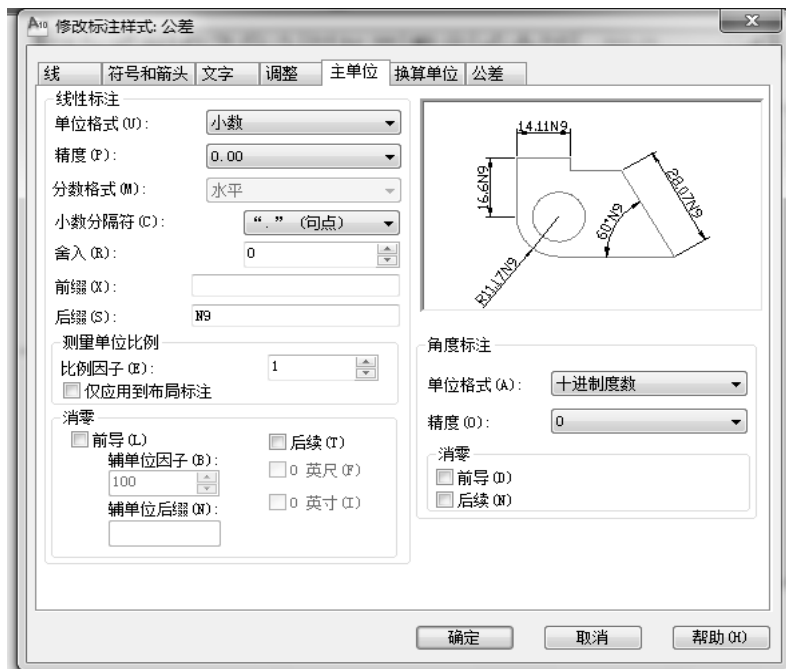 A10 修改标注样式: 公差
线 符号和箭头 文字 调整 主单位 换算单位 公差
线性标注
单位格式(U): 小数
精度(P): 0.00
分数格式(M): 水平
小数分隔符(C): “.” (句点)
舍入(R): 0
前缀(X):
后缀(S): N9
测量单位比例
比例因子(E): 1
仅应用到布局标注
消零
前导(L) 后续(T)
辅单位因子(B): 0 英尺(F)
100
辅单位后缀(N): 0 英寸(I)
14.11N9
16.6N9
28.07N9
60°N9
R11.17N9
角度标注
单位格式(A): 十进制度数
精度(O): 0
消零
前导(D)
后续(N)
确定 取消 帮助(H)